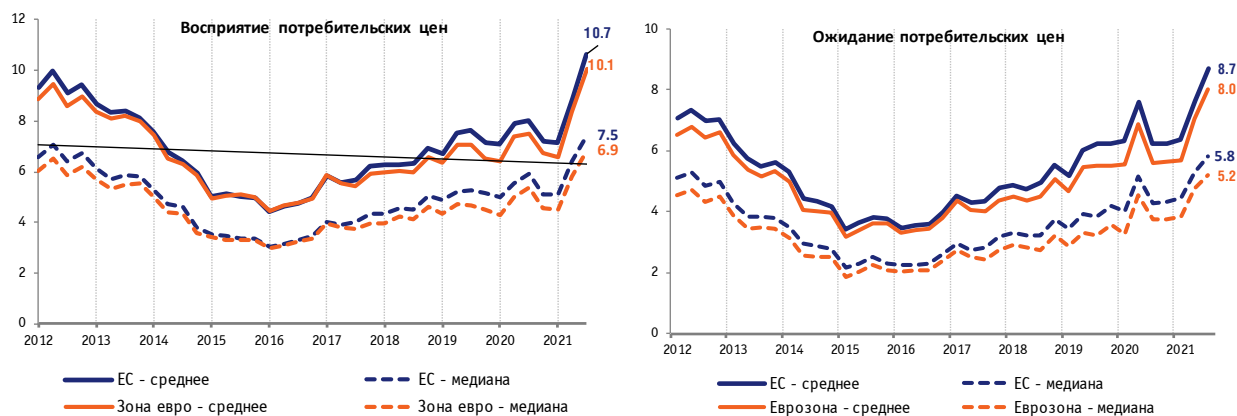 Восприятие потребительских цен
12
10
8
6
4
2
0
10.7
10.1
7.5
6.9
2012 2013 2014 2015 2016 2017 2018 2019 2020 2021
ЕС - среднее
ЕС - медиана
Зона евро - среднее
Зона евро - медиана
Ожидание потребительских цен
10
8
6
4
2
0
8.7
8.0
5.8
5.2
2012 2013 2014 2015 2016 2017 2018 2019 2020 2021
ЕС - среднее
ЕС - медиана
Еврозона - среднее
Еврозона - медиана